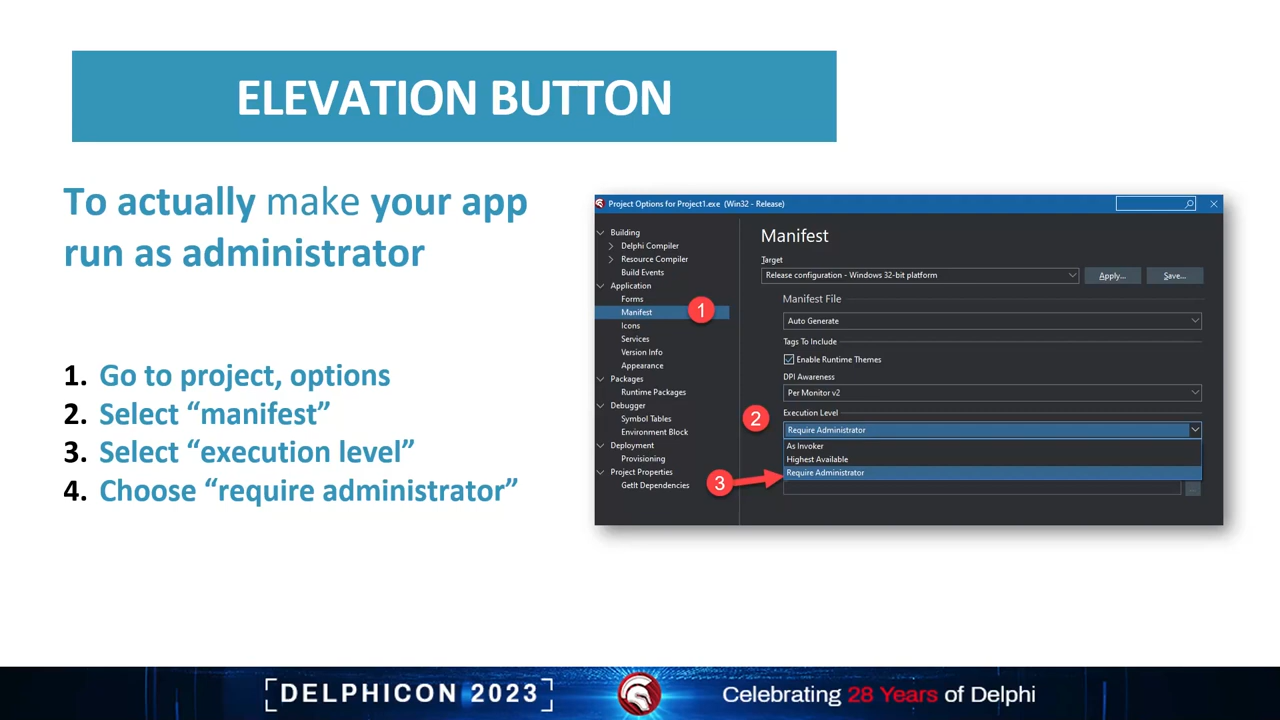 ELEVATION BUTTON
To actually make your app
run as administrator
1. Go to project, options
2. Select “manifest”
3. Select “execution level”
4. Choose “require administrator”
Project Options for Project1.exe (Win32 - Release)
Building
Delphi Compiler
Resource Compiler
Build Events
Application
Forms
Manifest
1
Icons
Services
Version Info
Appearance
Packages
Runtime Packages
Debugger
Symbol Tables
Environment Block
Deployment
Provisioning
Project Properties
GetIt Dependencies
Manifest
Target
Release configuration - Windows 32-bit platform
Apply...
Save...
Manifest File
Auto Generate
Tags To Include
Enable Runtime Themes
DPI Awareness
Per Monitor v2
Execution Level
2
Require Administrator
As Invoker
Highest Available
Require Administrator
3
...
[DELPHICON 2023]
Celebrating 28 Years of Delphi